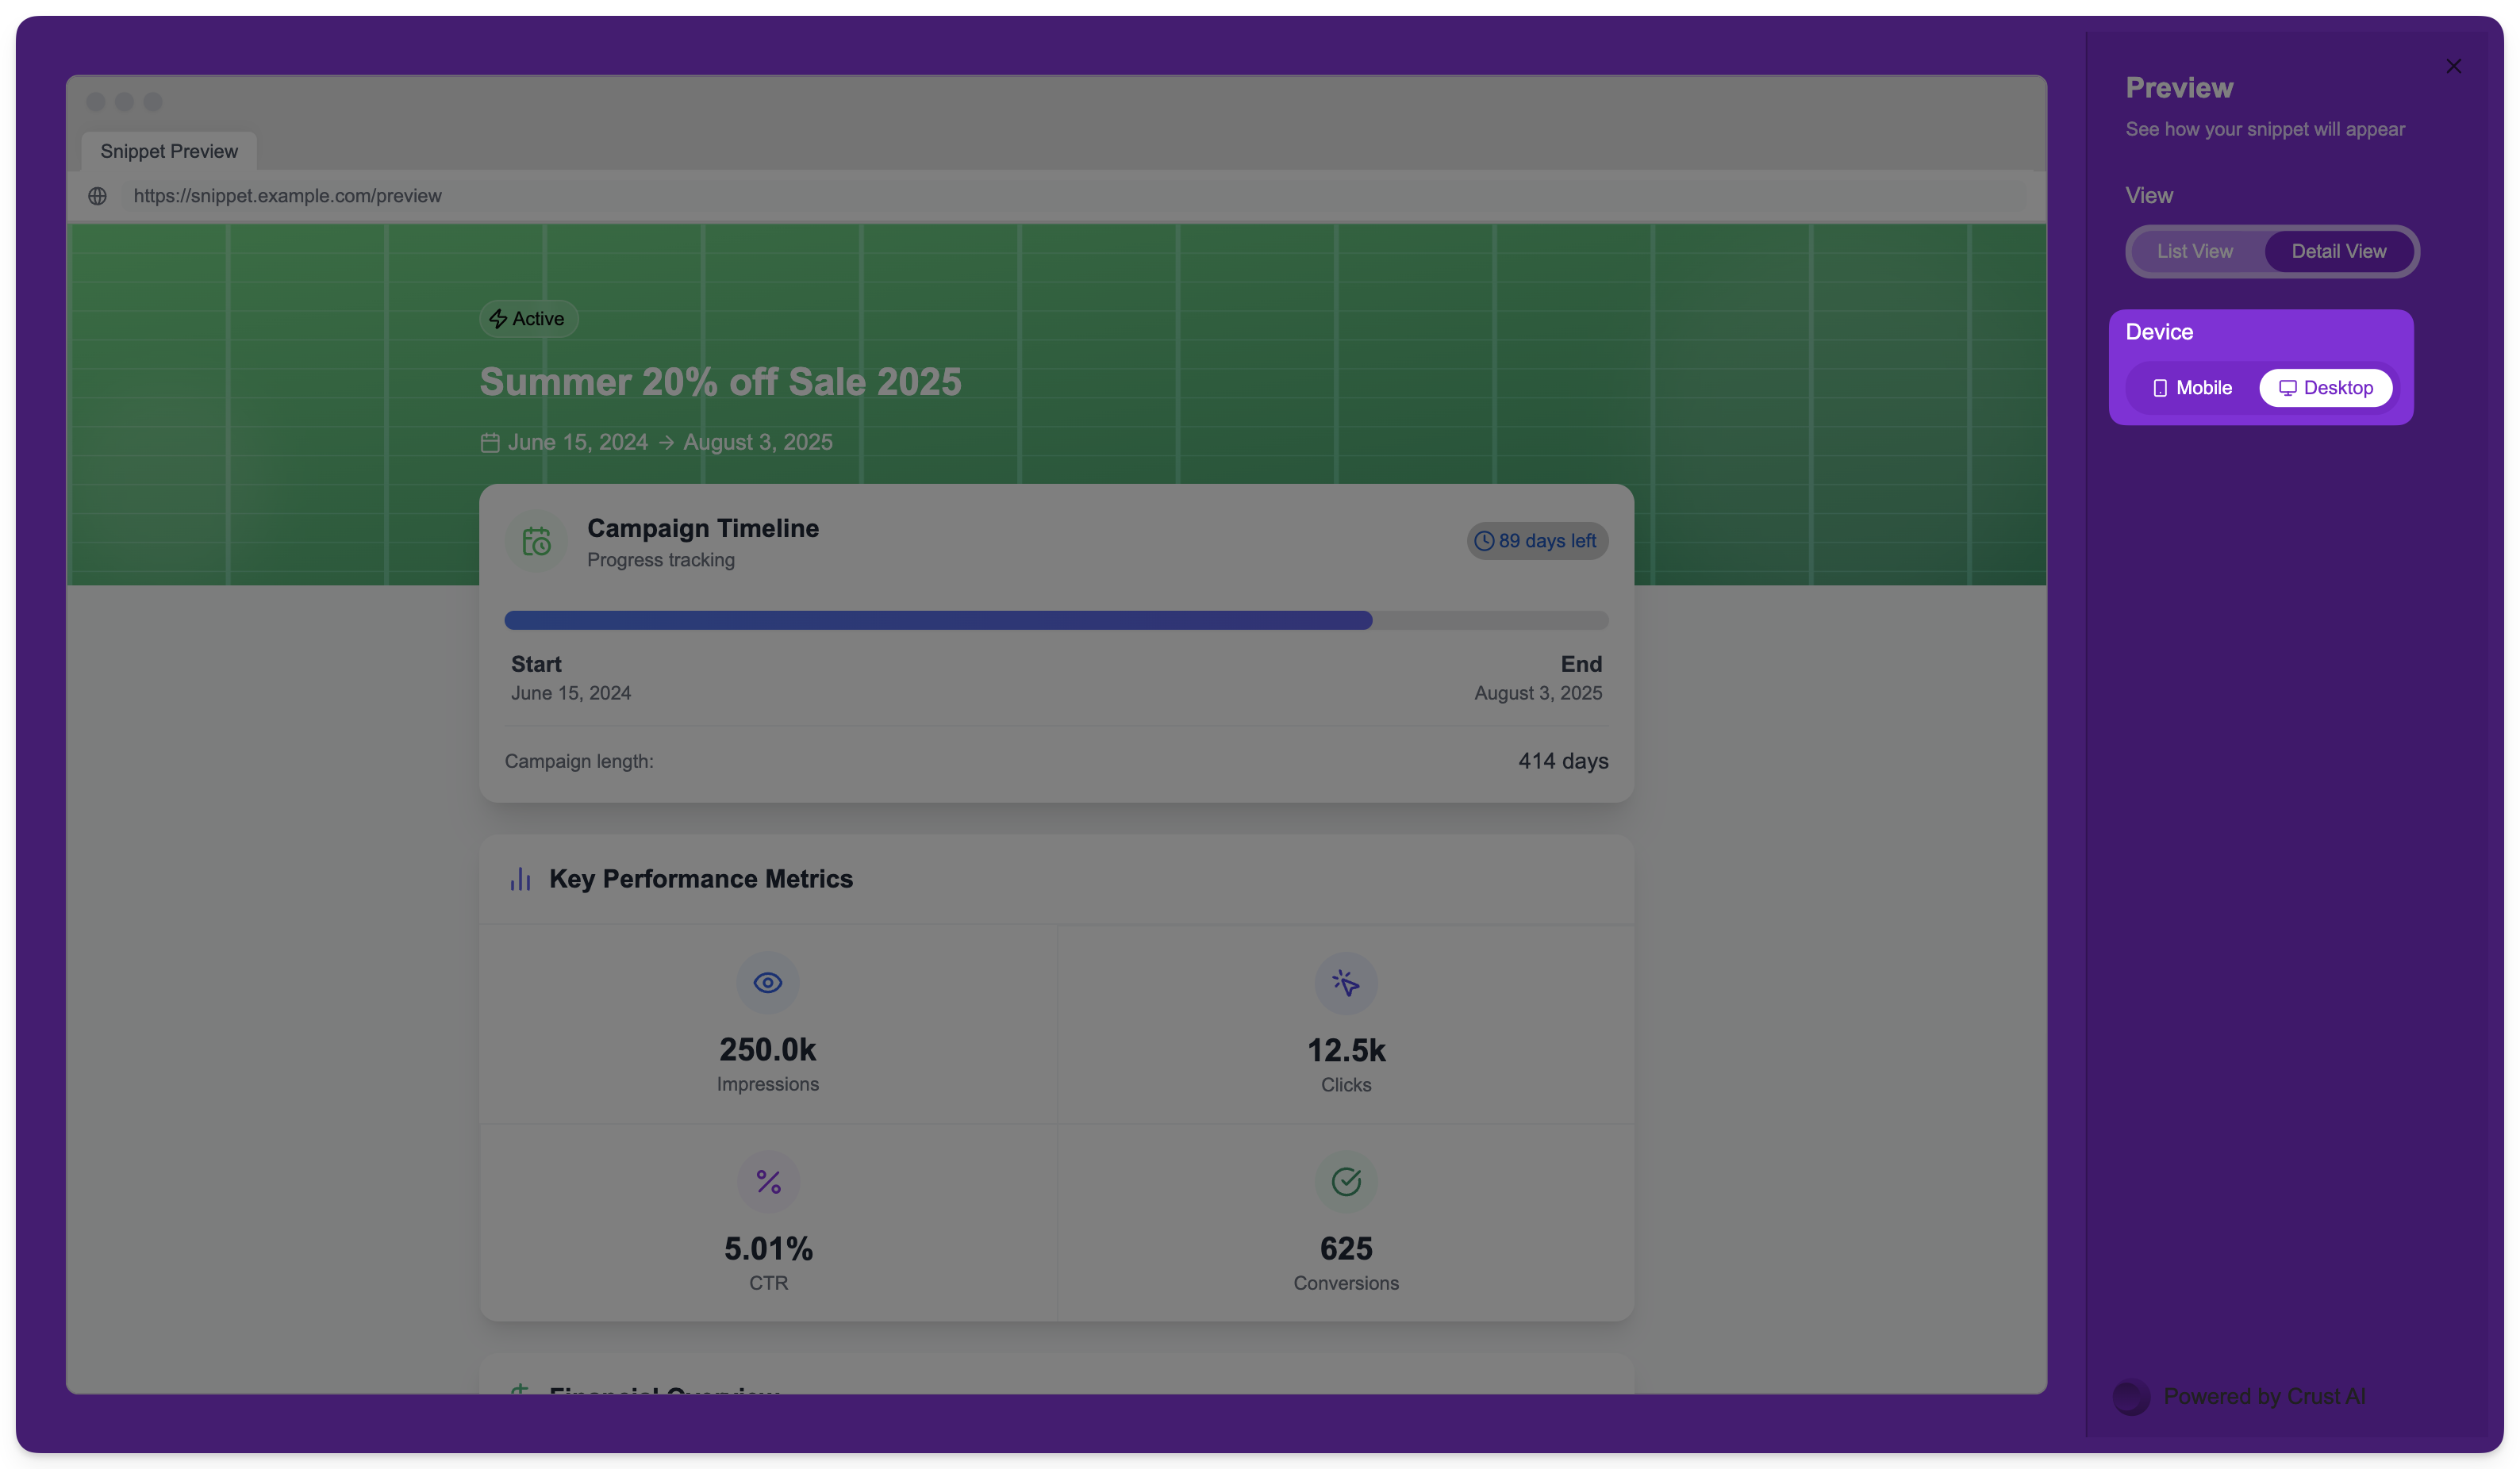 Snippet Preview
https://snippet.example.com/preview
Active
Summer 20% off Sale 2025
June 15, 2024 → August 3, 2025
Campaign Timeline
Progress tracking
89 days left
Start
End
June 15, 2024
August 3, 2025
Campaign length:
414 days
Key Performance Metrics
250.0k
Impressions
12.5k
Clicks
5.01%
CTR
625
Conversions
Financial Overview
Preview
See how your snippet will appear
View
List View
Detail View
Device
Mobile
Desktop
Powered by Crust AI